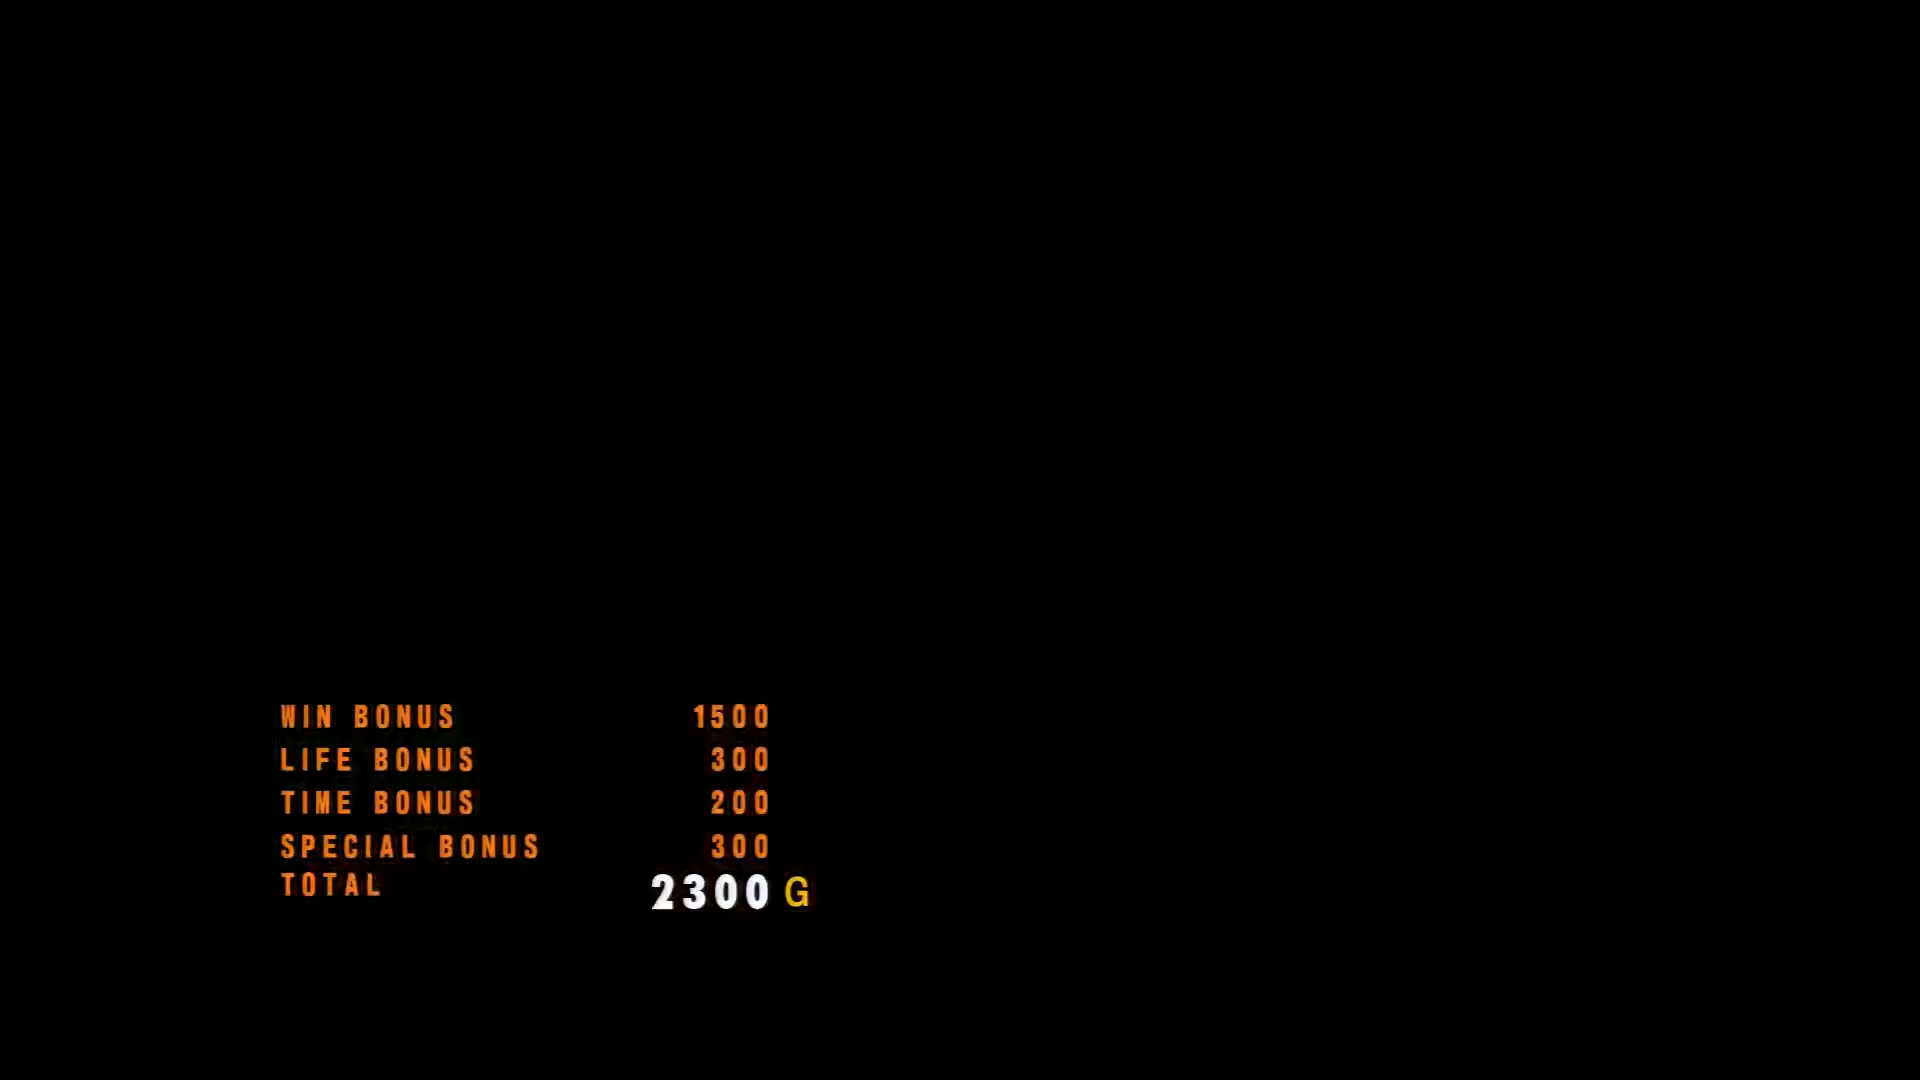 WIN BONUS 1500
LIFE BONUS 300
TIME BONUS 200
SPECIAL BONUS 300
TOTAL 2300 G